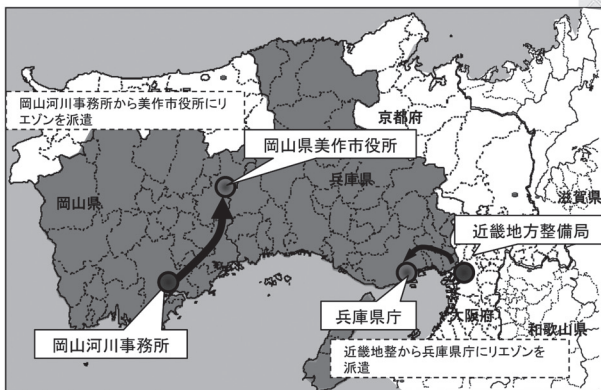 岡山河川事務所から美作市役所にリ
エゾンを派遣
京都府
岡山県美作市役所
兵庫県
岡山県
滋賀県
近畿地方整備局
兵庫県庁
大阪府
岡山河川事務所
和歌山県
近畿地整から兵庫県庁にリエゾンを
派遣